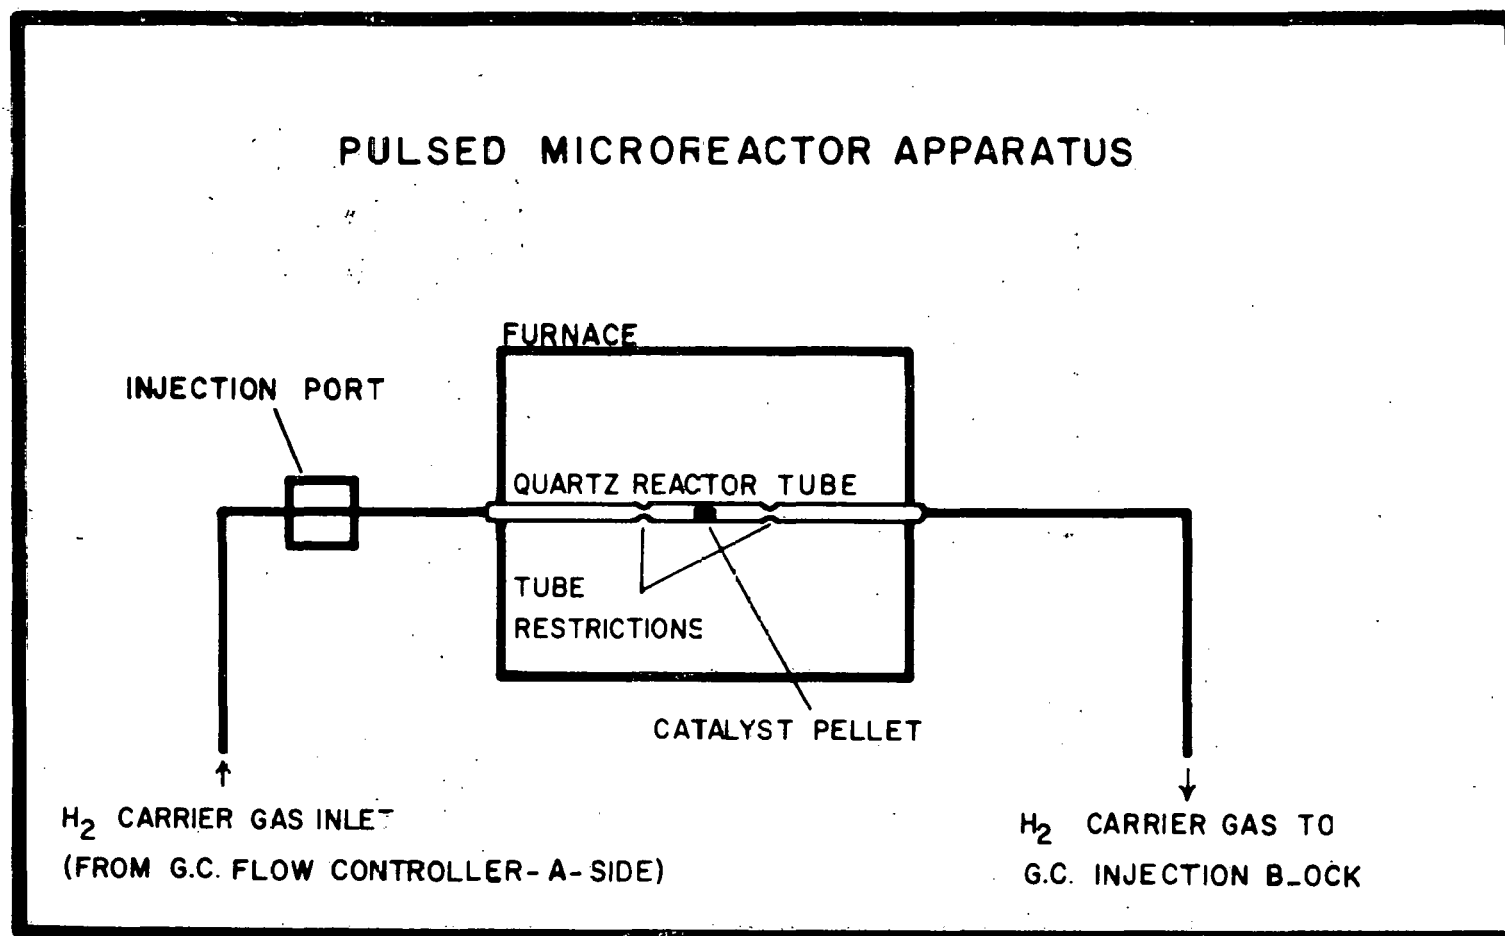 PULSED MICROREACTOR APPARATUS
FURNACE
INJECTION PORT
QUARTZ REACTOR TUBE
TUBE
RESTRICTIONS
CATALYST PELLET
H2 CARRIER GAS INLET
(FROM G.C. FLOW CONTROLLER-A-SIDE)
H2 CARRIER GAS TO
G.C. INJECTION BLOCK